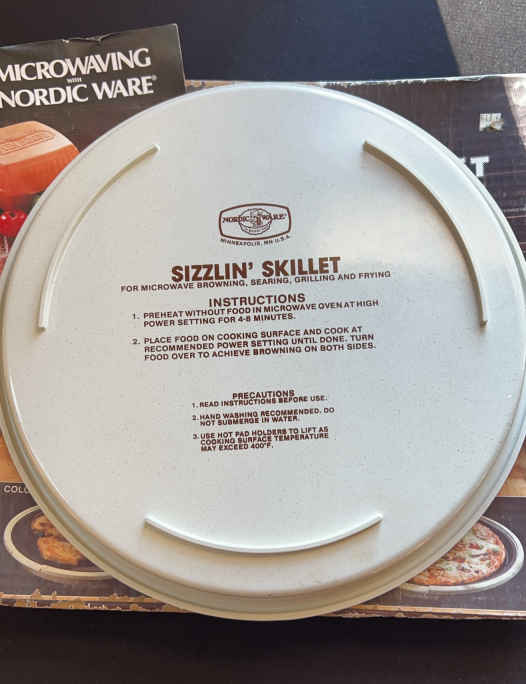 MICROWAVING
WITH
NORDIC WARE®
NORDIC WARE®
MINNEAPOLIS, MN U.S.A.
SIZZLIN' SKILLET
FOR MICROWAVE BROWNING, SEARING, GRILLING AND FRYING
INSTRUCTIONS
1. PREHEAT WITHOUT FOOD IN MICROWAVE OVEN AT HIGH
POWER SETTING FOR 4-8 MINUTES.
2. PLACE FOOD ON COOKING SURFACE AND COOK AT
RECOMMENDED POWER SETTING UNTIL DONE. TURN
FOOD OVER TO ACHIEVE BROWNING ON BOTH SIDES.
PRECAUTIONS
1. READ INSTRUCTIONS BEFORE USE.
2. HAND WASHING RECOMMENDED. DO
NOT SUBMERGE IN WATER.
3. USE HOT PAD HOLDERS TO LIFT AS
COOKING SURFACE TEMPERATURE
MAY EXCEED 400°F.